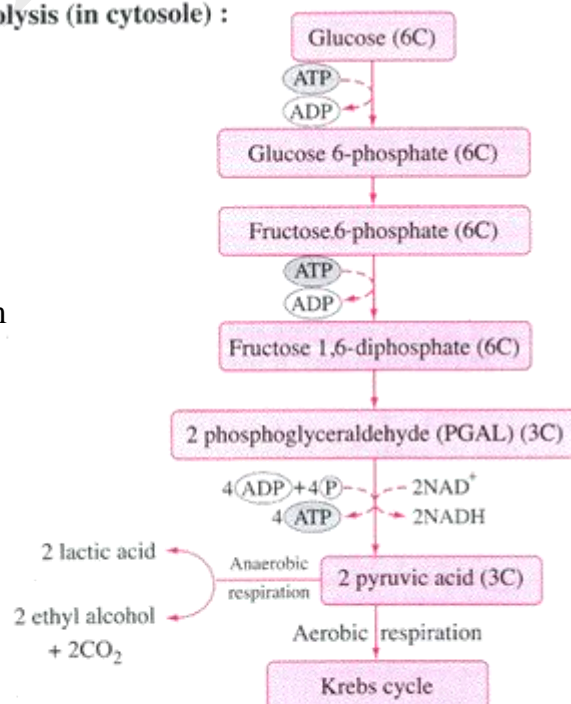 olysis (in cytosole) :
Glucose (6C)
ATP
ADP
Glucose 6-phosphate (6C)
Fructose.6-phosphate (6C)
ATP
ADP
n
Fructose 1,6-diphosphate (6C)
2 phosphoglyceraldehyde (PGAL) (3C)
4 ADP + 4 P 2NAD⁺
4 ATP 2NADH
2 lactic acid
Anaerobic
respiration
2 pyruvic acid (3C)
2 ethyl alcohol
+ 2CO₂
Aerobic respiration
Krebs cycle